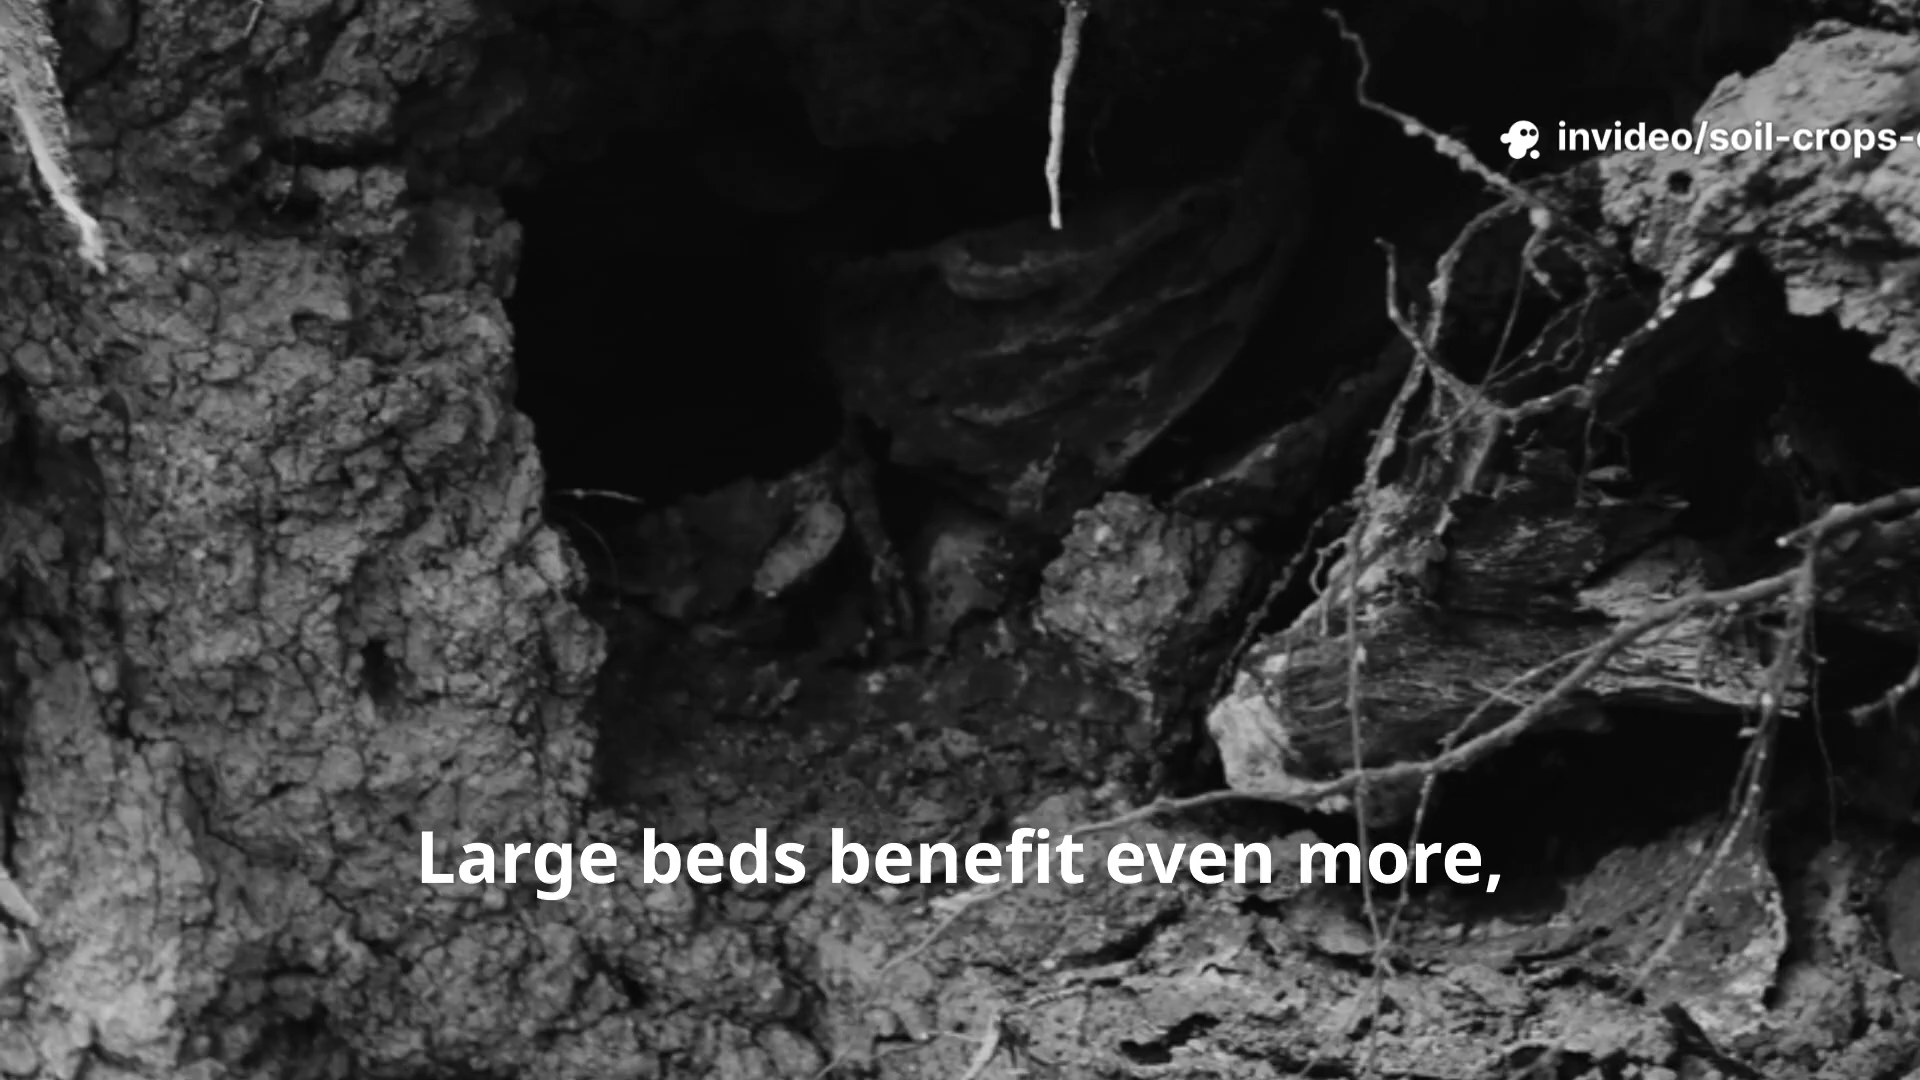 invideo/soil-crops-
Large beds benefit even more,